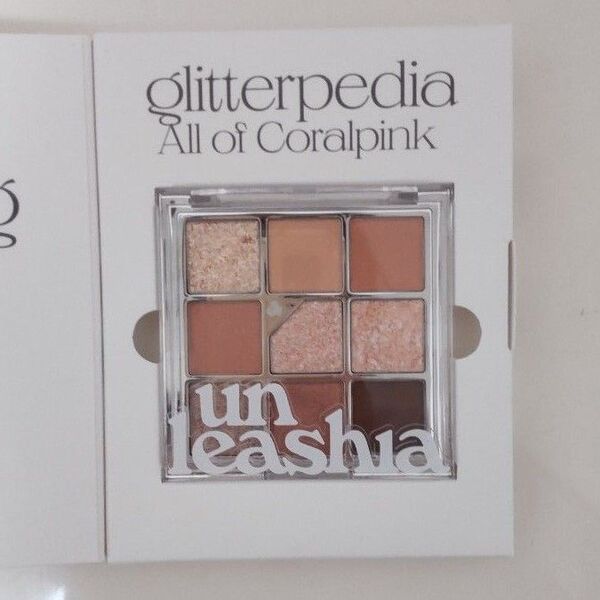 glitterpedia
All of Coralpink
g
un
leashia